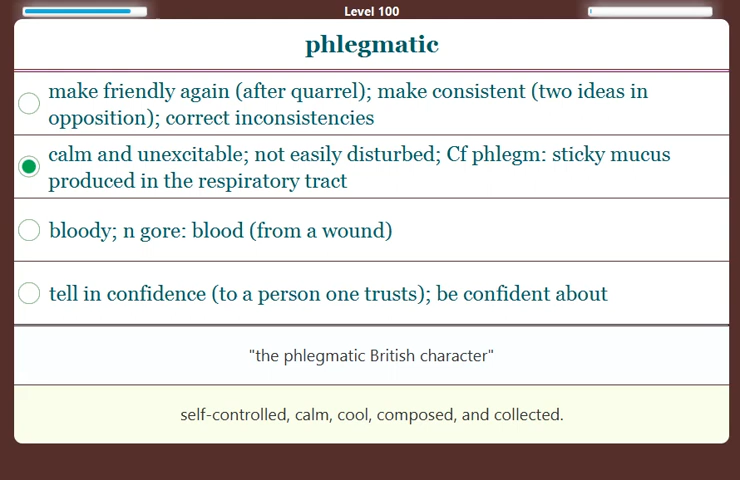 Level 100
phlegmatic
make friendly again (after quarrel); make consistent (two ideas in
opposition); correct inconsistencies
calm and unexcitable; not easily disturbed; Cf phlegm: sticky mucus
produced in the respiratory tract
bloody; n gore: blood (from a wound)
tell in confidence (to a person one trusts); be confident about
"the phlegmatic British character"
self-controlled, calm, cool, composed, and collected.